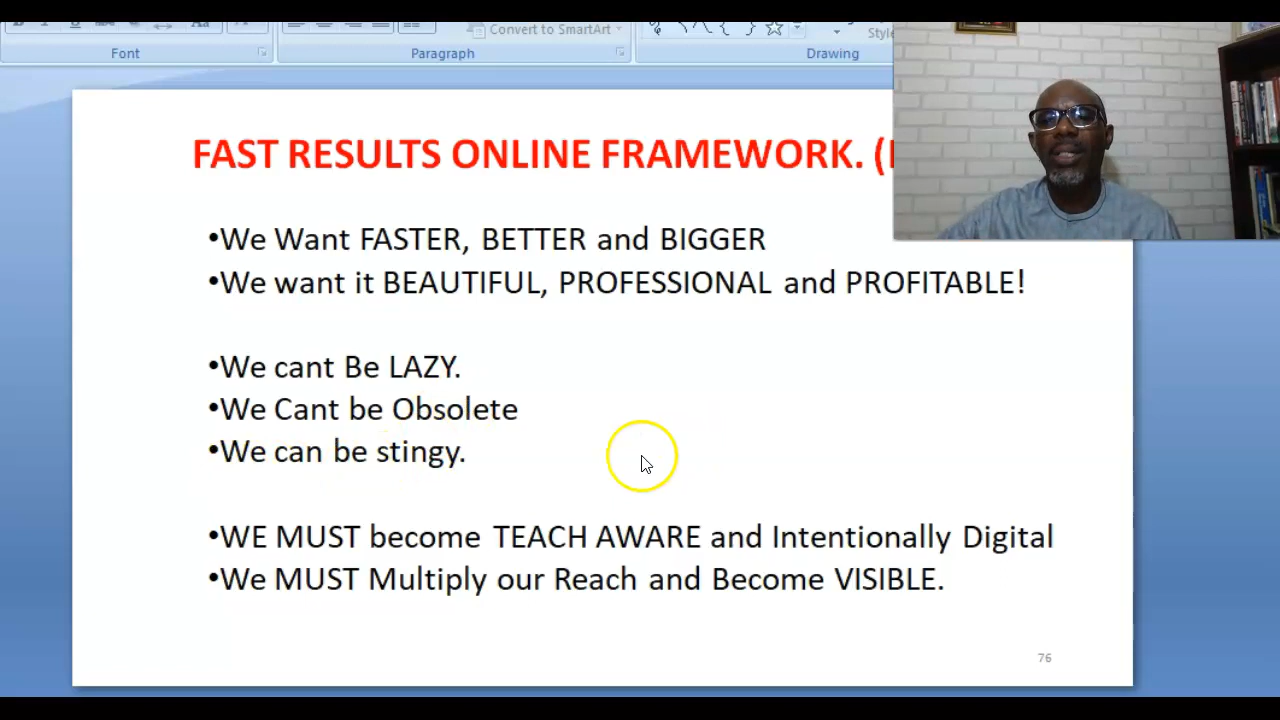 Convert to SmartArt
Font
Paragraph
Drawing
FAST RESULTS ONLINE FRAMEWORK. (
•We Want FASTER, BETTER and BIGGER
•We want it BEAUTIFUL, PROFESSIONAL and PROFITABLE!
•We cant Be LAZY.
•We Cant be Obsolete
•We can be stingy.
•WE MUST become TEACH AWARE and Intentionally Digital
•We MUST Multiply our Reach and Become VISIBLE.
76